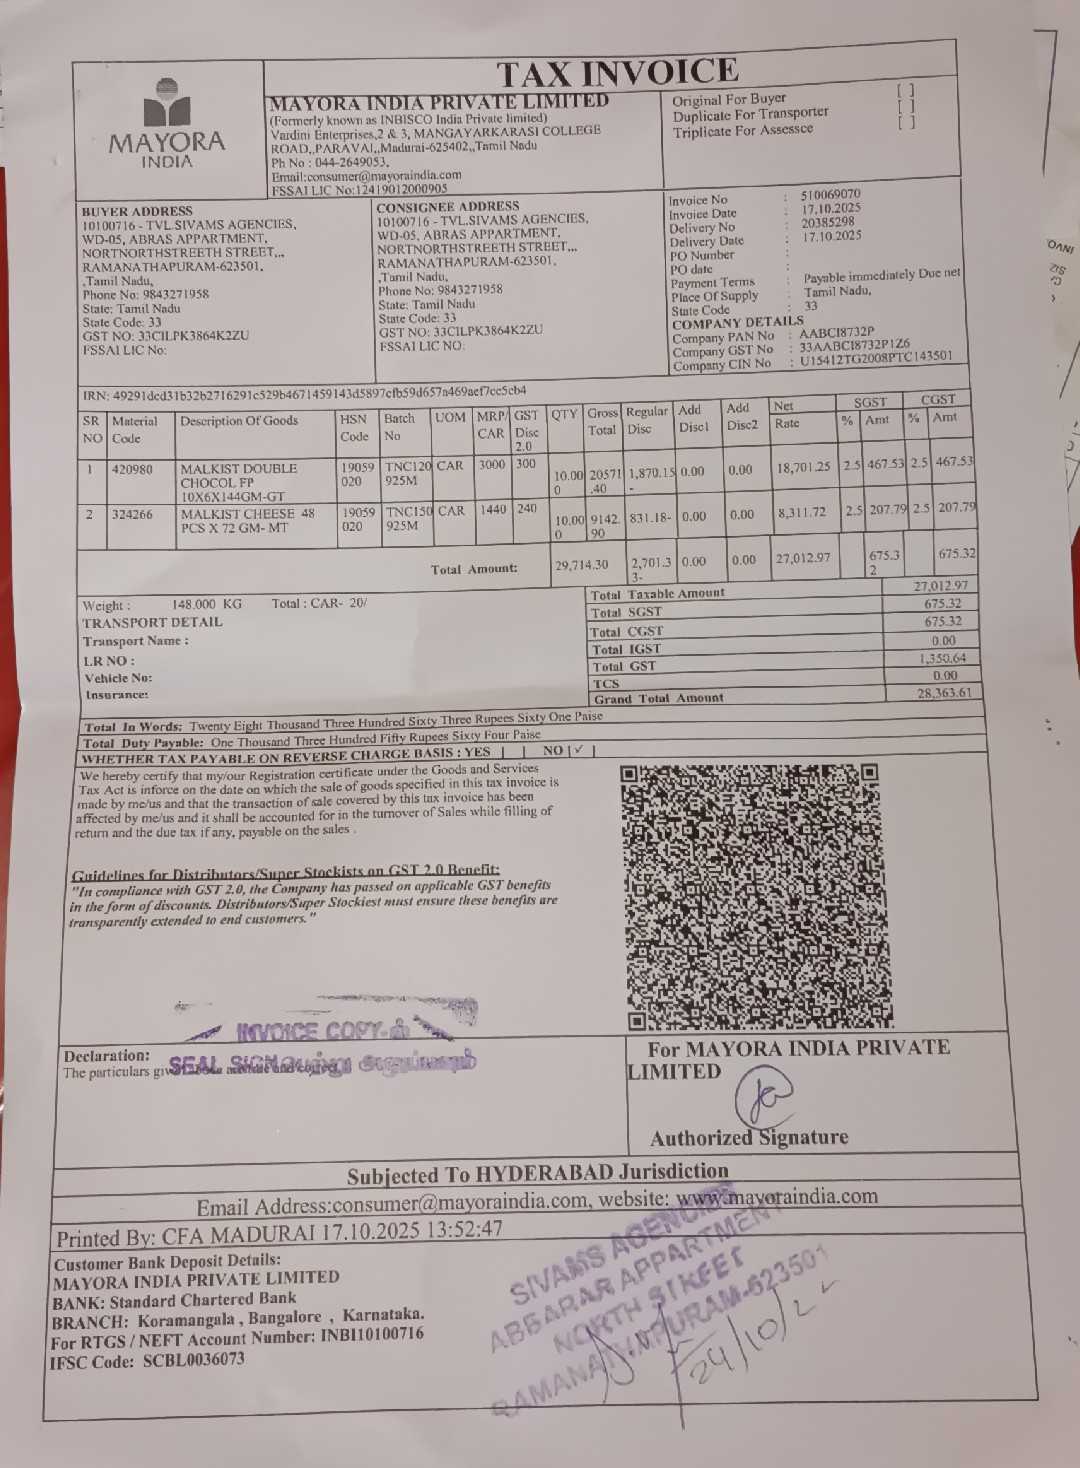 TAX INVOICE
MAYORA
INDIA
MAYORA INDIA PRIVATE LIMITED
(Formerly known as INBISCO India Private limited)
Vardini Enterprises,2 & 3, MANGAYARKARASI COLLEGE
ROAD,,PARAVAI,,Madurai-625402,,Tamil Nadu
Ph No : 044-2649053,
Email:consumer@mayoraindia.com
FSSAI LIC No:12419012000905
Original For Buyer [ ]
Duplicate For Transporter [ ]
Triplicate For Assessce [ ]
BUYER ADDRESS
10100716 - TVL.SIVAMS AGENCIES,
WD-05, ABRAS APPARTMENT,
NORTNORTHSTREETH STREET,,,
RAMANATHAPURAM-623501,
,Tamil Nadu,
Phone No: 9843271958
State: Tamil Nadu
State Code: 33
GST NO: 33CILPK3864K2ZU
FSSAI LIC No:
CONSIGNEE ADDRESS
10100716 - TVL.SIVAMS AGENCIES,
WD-05, ABRAS APPARTMENT,
NORTNORTHSTREETH STREET,,,
RAMANATHAPURAM-623501,
,Tamil Nadu,
Phone No: 9843271958
State: Tamil Nadu
State Code: 33
GST NO: 33CILPK3864K2ZU
FSSAI LIC NO:
Invoice No : 510069070
Invoice Date : 17.10.2025
Delivery No : 20385298
Delivery Date : 17.10.2025
PO Number :
PO date :
Payment Terms : Payable immediately Due net
Place Of Supply : Tamil Nadu,
State Code : 33
COMPANY DETAILS
Company PAN No : AABCI8732P
Company GST No : 33AABCI8732P1Z6
Company CIN No : U15412TG2008PTC143501
IRN: 49291dcd31b32b2716291c529b4671459143d5897cfb59d657a469aef7cc5cb4
SR NO Material Code Description Of Goods HSN Code Batch No UOM MRP/ CAR GST Disc 2.0 QTY Gross Total Regular Disc Add Disc1 Add Disc2 Net Rate SGST % Amt CGST % Amt
1 420980 MALKIST DOUBLE CHOCOL FP 10X6X144GM-GT 19059 020 TNC120 925M CAR 3000 300 10.00 0 20571 .40 1,870.15 - 0.00 0.00 18,701.25 2.5 467.53 2.5 467.53
2 324266 MALKIST CHEESE 48 PCS X 72 GM- MT 19059 020 TNC150 925M CAR 1440 240 10.00 0 9142. 90 831.18- 0.00 0.00 8,311.72 2.5 207.79 2.5 207.79
Total Amount: 29,714.30 2,701.3 3- 0.00 0.00 27,012.97 675.3 2 675.32
Weight : 148.000 KG Total : CAR- 20/
TRANSPORT DETAIL
Transport Name :
LR NO :
Vehicle No:
Insurance:
Total Taxable Amount 27,012.97
Total SGST 675.32
Total CGST 675.32
Total IGST 0.00
Total GST 1,350.64
TCS 0.00
Grand Total Amount 28,363.61
Total In Words: Twenty Eight Thousand Three Hundred Sixty Three Rupees Sixty One Paise
Total Duty Payable: One Thousand Three Hundred Fifty Rupees Sixty Four Paise
WHETHER TAX PAYABLE ON REVERSE CHARGE BASIS : YES [ ] NO [✓ ]
We hereby certify that my/our Registration certificate under the Goods and Services
Tax Act is inforce on the date on which the sale of goods specified in this tax invoice is
made by me/us and that the transaction of sale covered by this tax invoice has been
affected by me/us and it shall be accounted for in the turnover of Sales while filling of
return and the due tax if any, payable on the sales .
Guidelines for Distributors/Super Stockists on GST 2.0 Benefit:
"In compliance with GST 2.0, the Company has passed on applicable GST benefits
in the form of discounts. Distributors/Super Stockiest must ensure these benefits are
transparently extended to end customers."
INVOICE COPY-ல்
SEAL SIGN
Declaration:
The particulars
For MAYORA INDIA PRIVATE
LIMITED
Authorized Signature
Subjected To HYDERABAD Jurisdiction
Email Address:consumer@mayoraindia.com, website: www.mayoraindia.com
Printed By: CFA MADURAI 17.10.2025 13:52:47
Customer Bank Deposit Details:
MAYORA INDIA PRIVATE LIMITED
BANK: Standard Chartered Bank
BRANCH: Koramangala , Bangalore , Karnataka.
For RTGS / NEFT Account Number: INBI10100716
IFSC Code: SCBL0036073
SIVAMS AGENCIES
ABBARAR APPARTMENT
NORTH STREET
RAMANATHAPURAM-623501